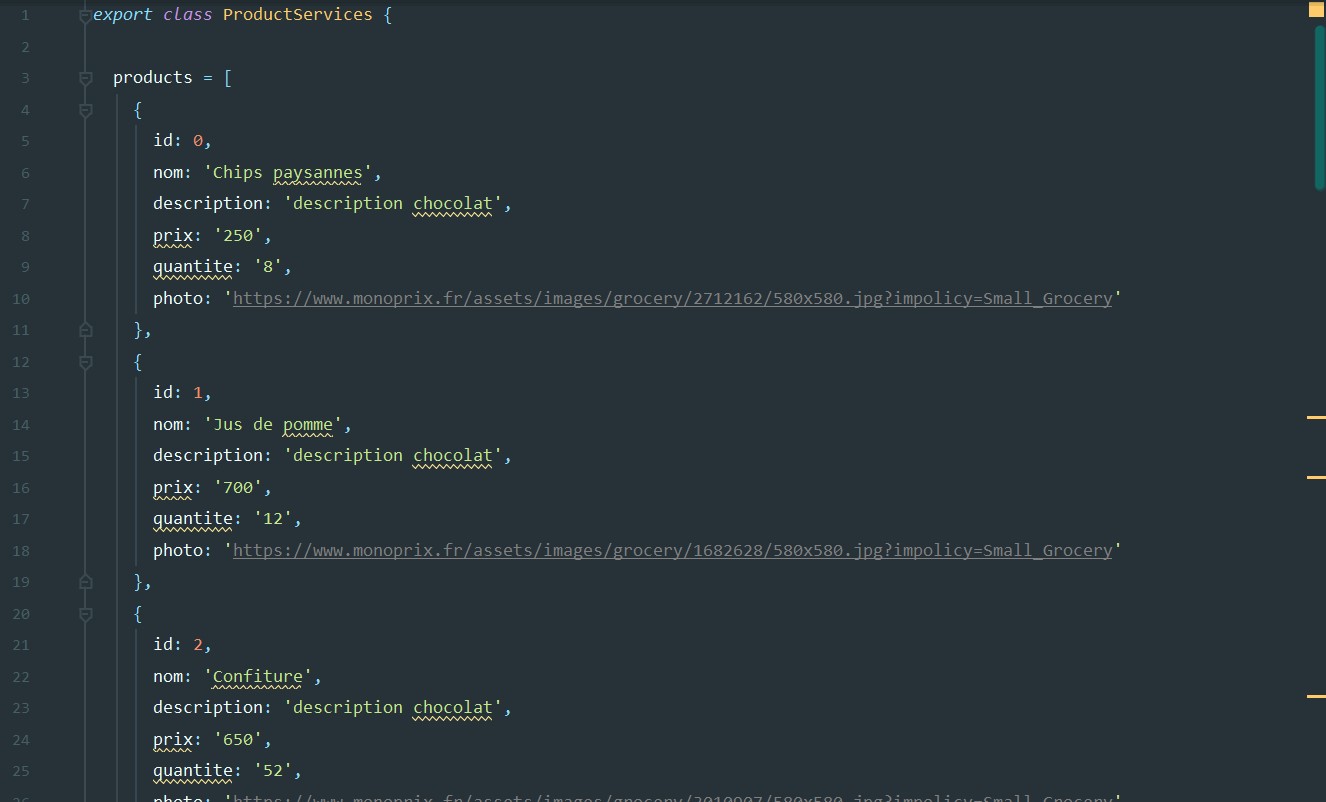 1 export class ProductServices {
2
3 products = [
4 {
5 id: 0,
6 nom: 'Chips paysannes',
7 description: 'description chocolat',
8 prix: '250',
9 quantite: '8',
10 photo: 'https://www.monoprix.fr/assets/images/grocery/2712162/580x580.jpg?impolicy=Small_Grocery'
11 },
12 {
13 id: 1,
14 nom: 'Jus de pomme',
15 description: 'description chocolat',
16 prix: '700',
17 quantite: '12',
18 photo: 'https://www.monoprix.fr/assets/images/grocery/1682628/580x580.jpg?impolicy=Small_Grocery'
19 },
20 {
21 id: 2,
22 nom: 'Confiture',
23 description: 'description chocolat',
24 prix: '650',
25 quantite: '52',
26 photo: